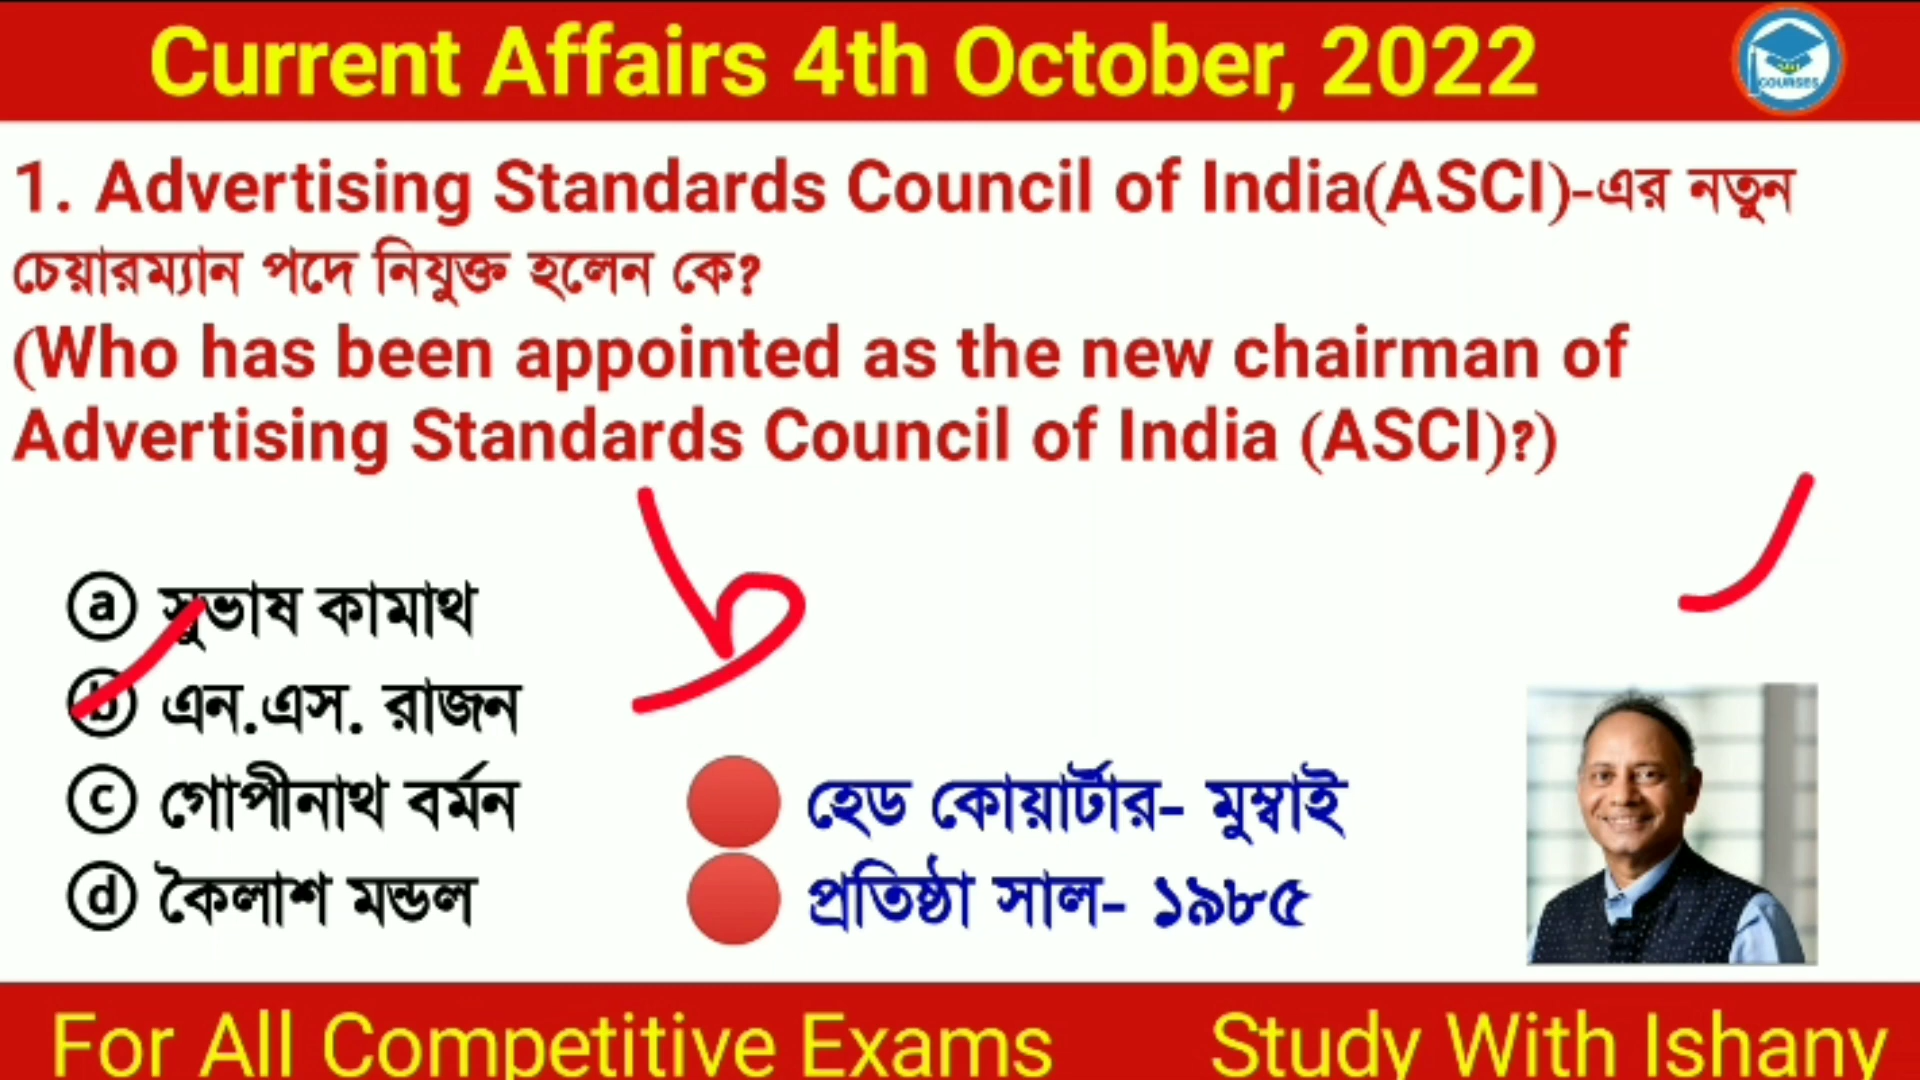 Current Affairs 4th October, 2022
COURSES
1. Advertising Standards Council of India(ASCI)-এর নতুন
চেয়ারম্যান পদে নিযুক্ত হলেন কে?
(Who has been appointed as the new chairman of
Advertising Standards Council of India (ASCI)?)
ⓐ সুভাষ কামাথ
ⓑ এন.এস. রাজন
ⓒ গোপীনাথ বর্মন
ⓓ কৈলাশ মন্ডল
হেড কোয়ার্টার- মুম্বাই
প্রতিষ্ঠা সাল- ১৯৮৫
For All Competitive Exams
Study With Ishany